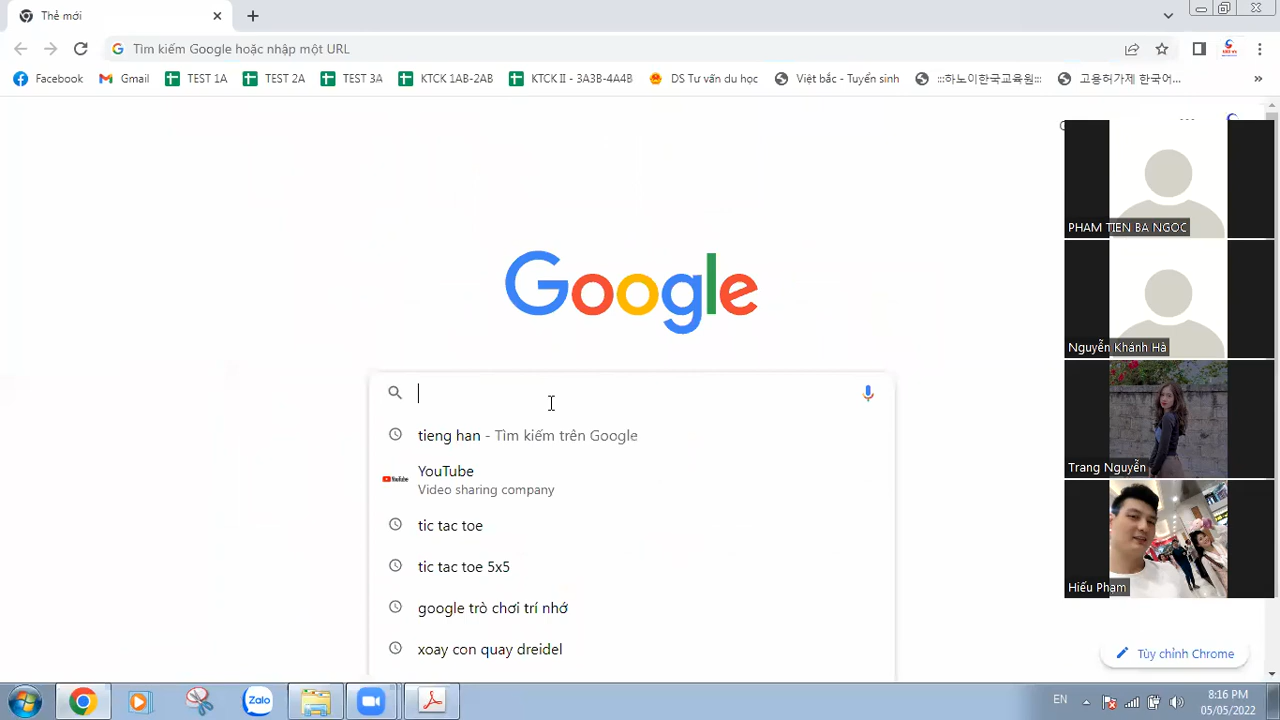 Thẻ mới
Tìm kiếm Google hoặc nhập một URL
Facebook
Gmail
TEST 1A
TEST 2A
TEST 3A
KTCK 1AB-2AB
KTCK II - 3A3B-4A4B
DS Tư vấn du học
Việt bắc - Tuyển sinh
:::하노이한국교육원:::
고용허가제 한국어...
»
PHAM TIEN BA NGOC
Google
Nguyễn Khánh Hà
tieng han - Tìm kiếm trên Google
YouTube
YouTube
Video sharing company
Trang Nguyễn
tic tac toe
tic tac toe 5x5
Hiếu Phạm
google trò chơi trí nhớ
xoay con quay dreidel
Tùy chỉnh Chrome
Zalo
EN
8:16 PM
05/05/2022